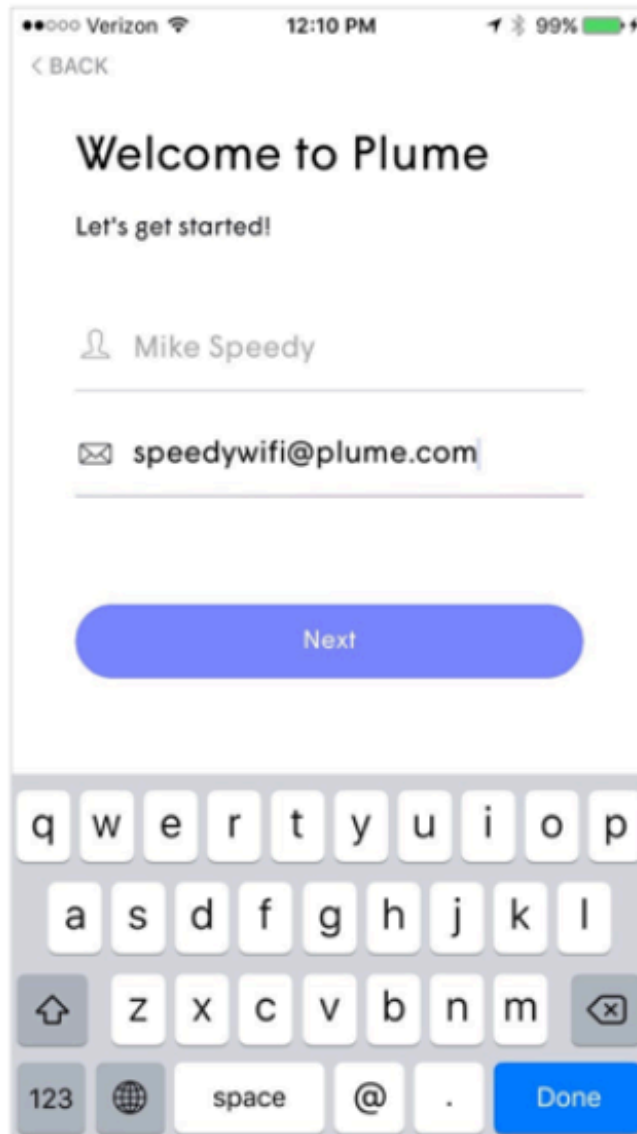 Verizon 12:10 PM 99%
< BACK
Welcome to Plume
Let's get started!
Mike Speedy
speedywifi@plume.com
Next
q w e r t y u i o p
a s d f g h j k l
z x c v b n m
123 space @ . Done